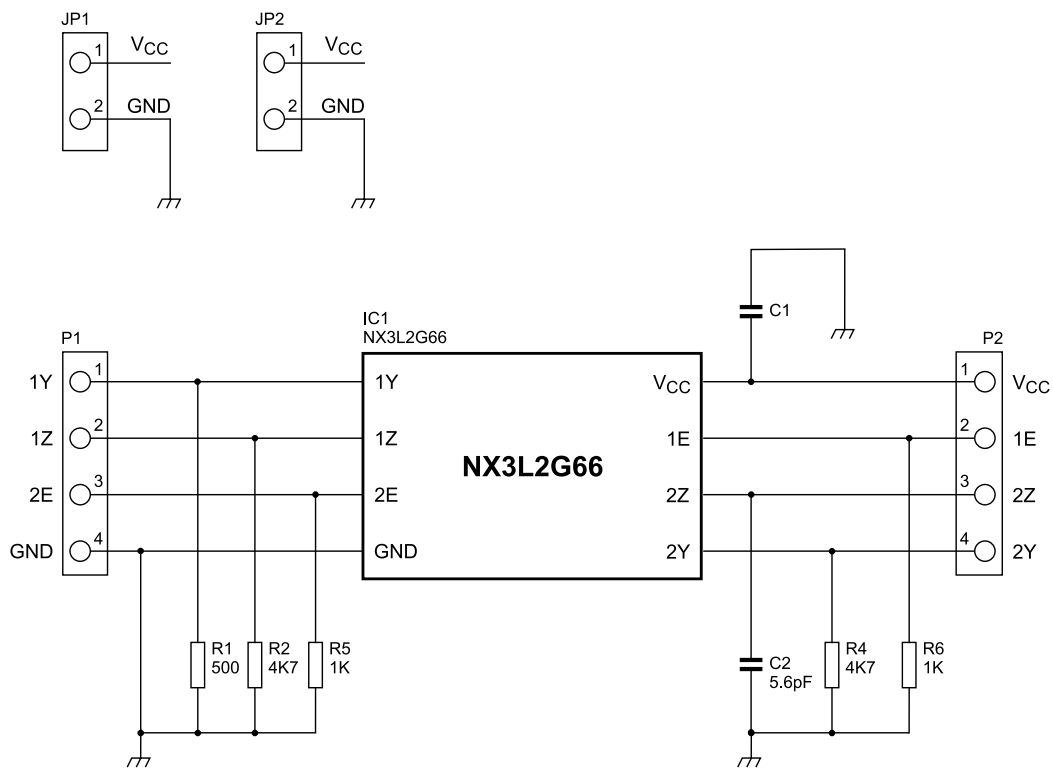 JP1
1
VCC
2
GND
JP2
1
VCC
2
GND
C1
IC1
NX3L2G66
P1
P2
1Y
1
1Y
VCC
1
VCC
1Z
2
1Z
1E
2
1E
NX3L2G66
2E
3
2E
2Z
3
2Z
GND
4
GND
2Y
4
2Y
R1
500
R2
4K7
R5
1K
C2
5.6pF
R4
4K7
R6
1K